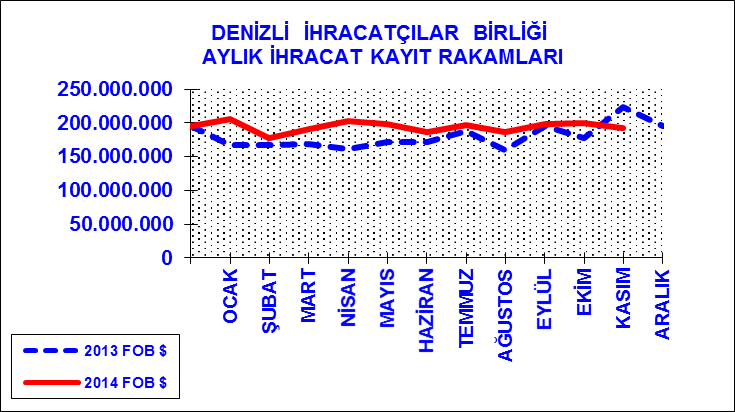 DENİZLİ İHRACATÇILAR BİRLİĞİ
AYLIK İHRACAT KAYIT RAKAMLARI
250.000.000
200.000.000
150.000.000
100.000.000
50.000.000
0
OCAK
ŞUBAT
MART
NİSAN
MAYIS
HAZİRAN
TEMMUZ
AĞUSTOS
EYLÜL
EKİM
KASIM
ARALIK
2013 FOB $
2014 FOB $